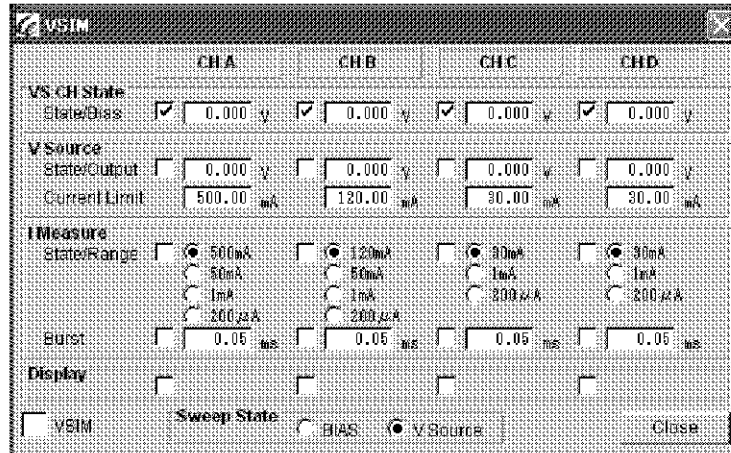 VSIM
CH A CH B CH C CH D
VS CH State
State/Bias 0.000 V 0.000 V 0.000 V 0.000 V
V Source
State/Output 0.000 V 0.000 V 0.000 V 0.000 V
Current Limit 500.00 mA 120.00 mA 30.00 mA 30.00 mA
I Measure
State/Range 500mA 120mA 30mA 30mA
50mA 50mA 1mA 1mA
1mA 1mA 200μA 200μA
200μA 200μA
Burst 0.05 ms 0.05 ms 0.05 ms 0.05 ms
Display
VSIM Sweep State BIAS V Source Close